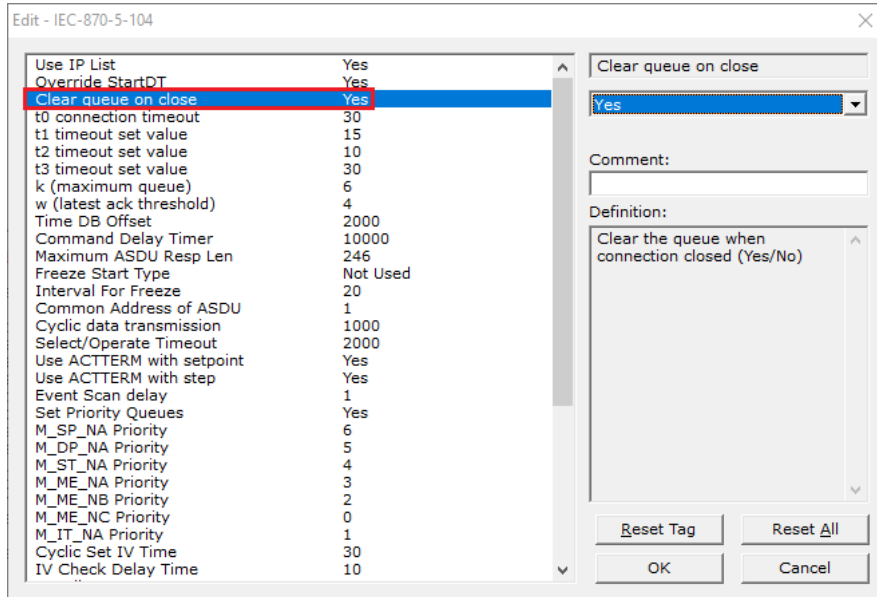 Edit - IEC-870-5-104
Use IP List Yes
Override StartDT Yes
Clear queue on close Yes
t0 connection timeout 30
t1 timeout set value 15
t2 timeout set value 10
t3 timeout set value 30
k (maximum queue) 6
w (latest ack threshold) 4
Time DB Offset 2000
Command Delay Timer 10000
Maximum ASDU Resp Len 246
Freeze Start Type Not Used
Interval For Freeze 20
Common Address of ASDU 1
Cyclic data transmission 1000
Select/Operate Timeout 2000
Use ACTTERM with setpoint Yes
Use ACTTERM with step Yes
Event Scan delay 1
Set Priority Queues Yes
M_SP_NA Priority 6
M_DP_NA Priority 5
M_ST_NA Priority 4
M_ME_NA Priority 3
M_ME_NB Priority 2
M_ME_NC Priority 0
M_IT_NA Priority 1
Cyclic Set IV Time 30
IV Check Delay Time 10
Clear queue on close
Yes
Comment:
Definition:
Clear the queue when
connection closed (Yes/No)
Reset Tag Reset All
OK Cancel